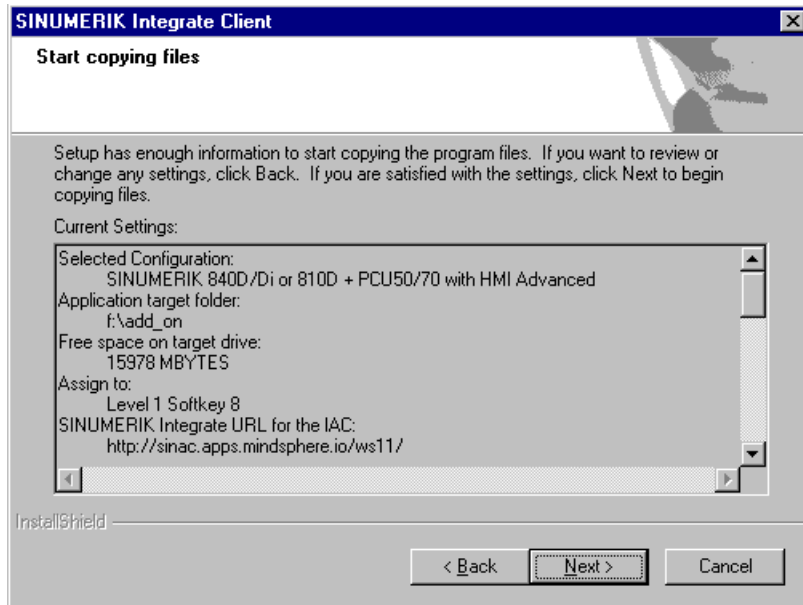 SINUMERIK Integrate Client
Start copying files
Setup has enough information to start copying the program files. If you want to review or
change any settings, click Back. If you are satisfied with the settings, click Next to begin
copying files.
Current Settings:
Selected Configuration:
SINUMERIK 840D/Di or 810D + PCU50/70 with HMI Advanced
Application target folder:
f:\add_on
Free space on target drive:
15978 MBYTES
Assign to:
Level 1 Softkey 8
SINUMERIK Integrate URL for the IAC:
http://sinac.apps.mindsphere.io/ws11/
InstallShield
< Back
Next >
Cancel